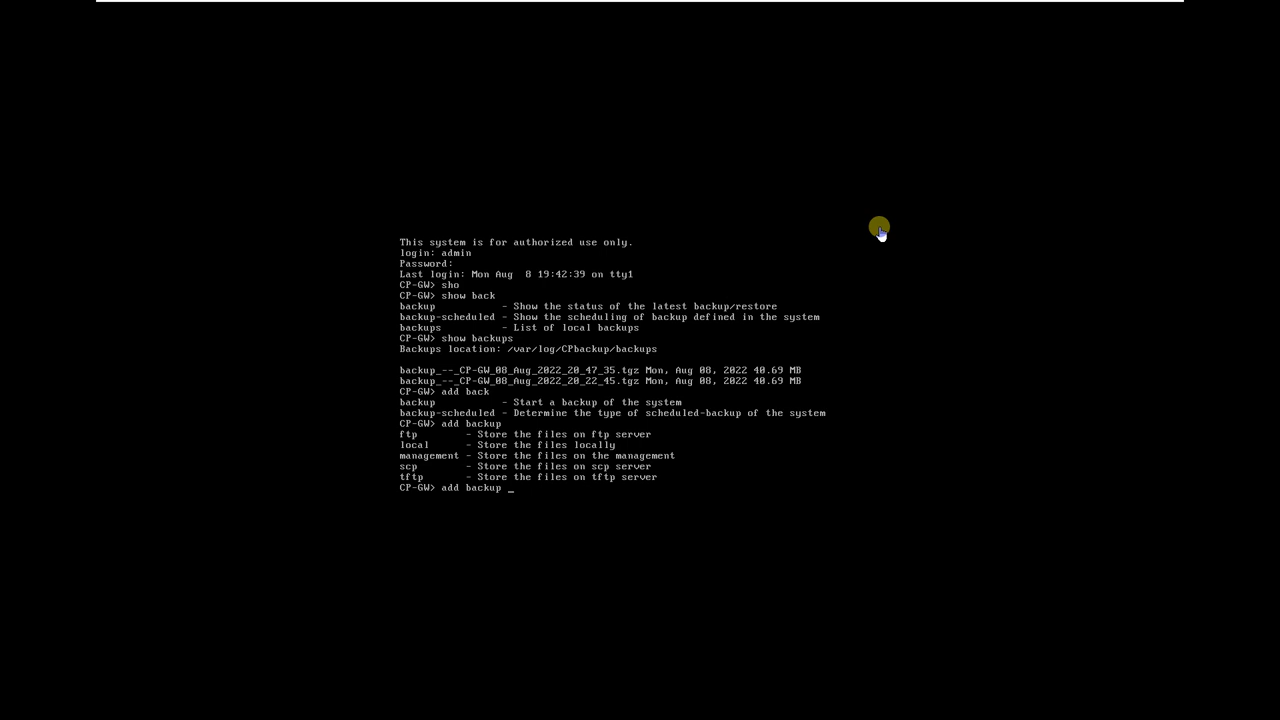 This system is for authorized use only.
login: admin
Password:
Last login: Mon Aug  8 19:42:39 on tty1
CP-GW> sho
CP-GW> show back
backup           - Show the status of the latest backup/restore
backup-scheduled - Show the scheduling of backup defined in the system
backups          - List of local backups
CP-GW> show backups
Backups location: /var/log/CPbackup/backups
backup_--_CP-GW_08_Aug_2022_20_47_35.tgz Mon, Aug 08, 2022 40.69 MB
backup_--_CP-GW_08_Aug_2022_20_22_45.tgz Mon, Aug 08, 2022 40.69 MB
CP-GW> add back
backup           - Start a backup of the system
backup-scheduled - Determine the type of scheduled-backup of the system
CP-GW> add backup
ftp        - Store the files on ftp server
local      - Store the files locally
management - Store the files on the management
scp        - Store the files on scp server
tftp       - Store the files on tftp server
CP-GW> add backup _